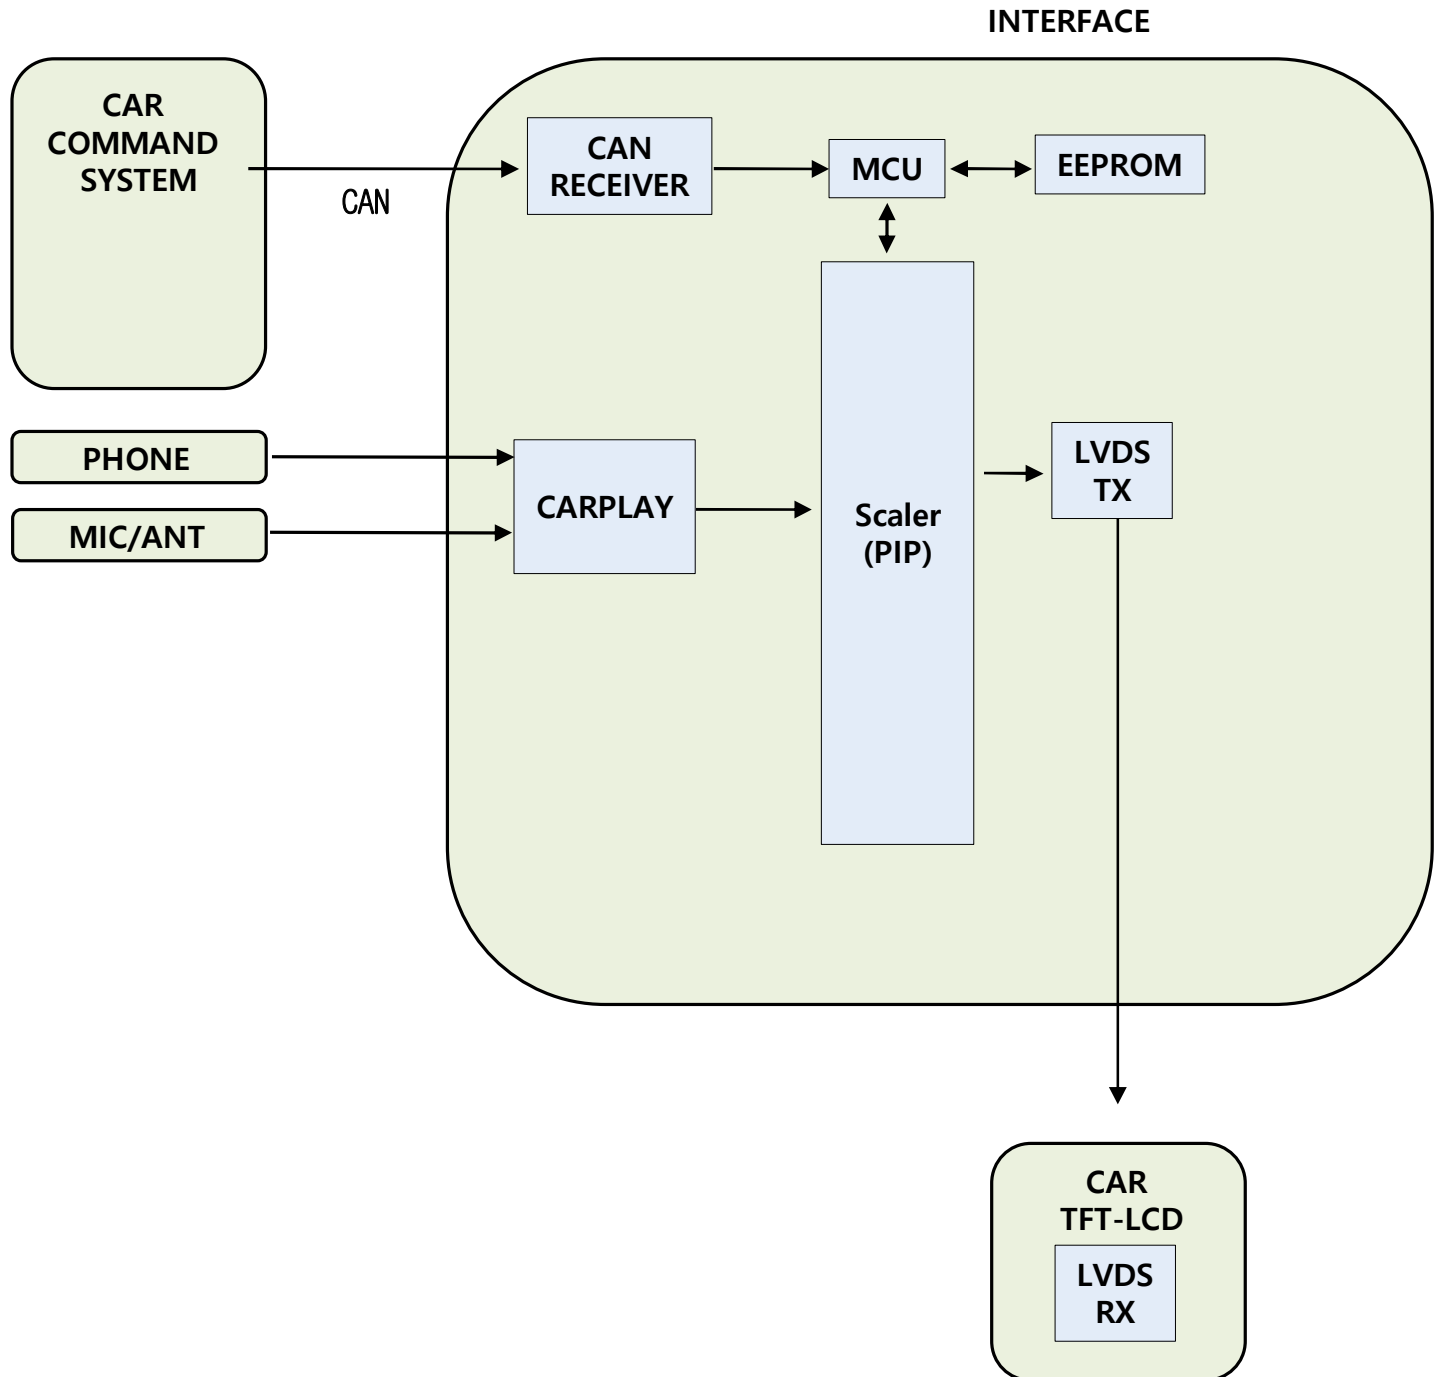 INTERFACE
CAR
COMMAND
SYSTEM
CAN
CAN
RECEIVER
MCU
EEPROM
PHONE
MIC/ANT
CARPLAY
Scaler
(PIP)
LVDS
TX
CAR
TFT-LCD
LVDS
RX